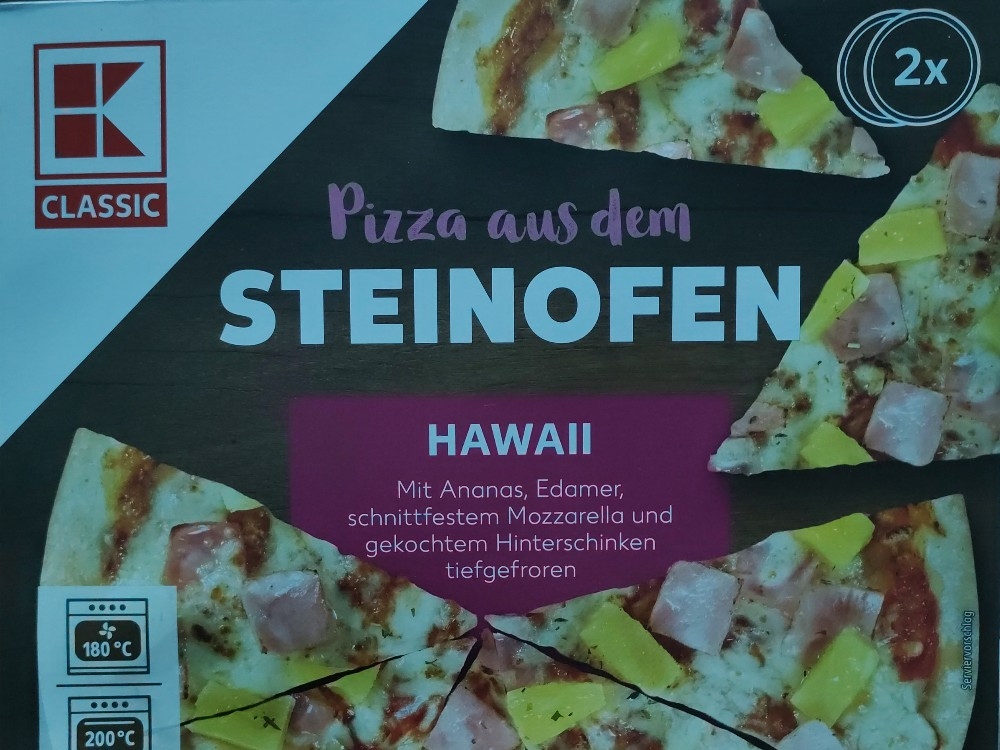 K
CLASSIC
2x
Pizza aus dem
STEINOFEN
HAWAII
Mit Ananas, Edamer,
schnittfestem Mozzarella und
gekochtem Hinterschinken
tiefgefroren
180 °C
200 °C
Serviervorschlag